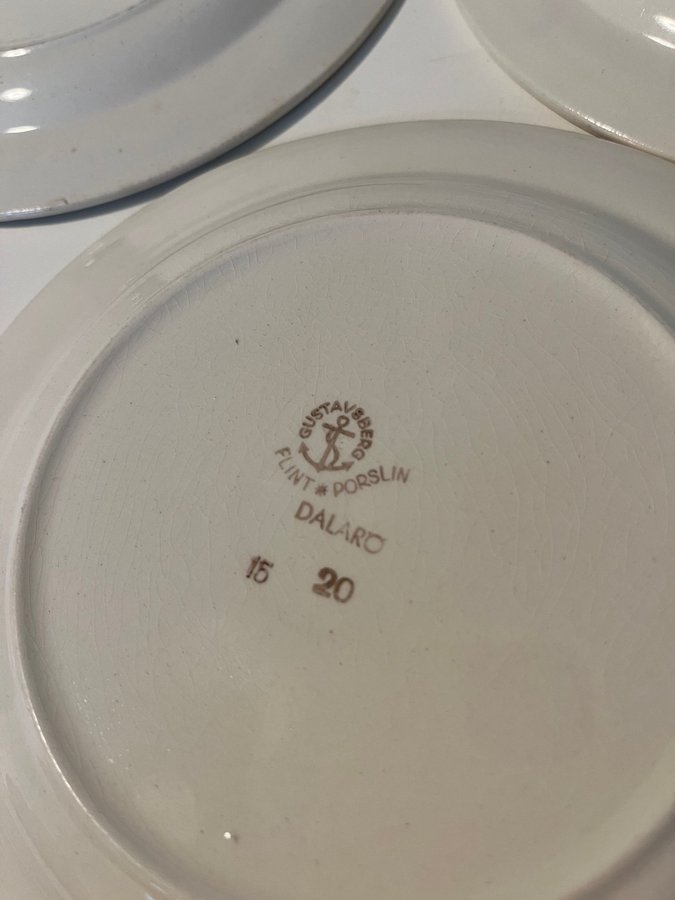 GUSTAVSBERG
FLINT * PORSLIN
DALARÖ
15 20